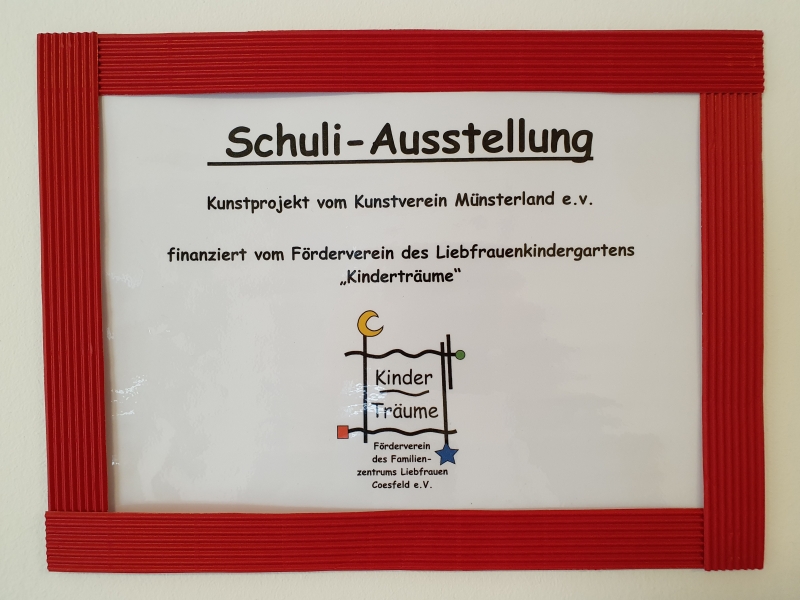 Schuli-Ausstellung
Kunstprojekt vom Kunstverein Münsterland e.v.
finanziert vom Förderverein des Liebfrauenkindergartens
„Kinderträume“
Kinder
Träume
Förderverein
des Familien-
zentrums Liebfrauen
Coesfeld e.V.